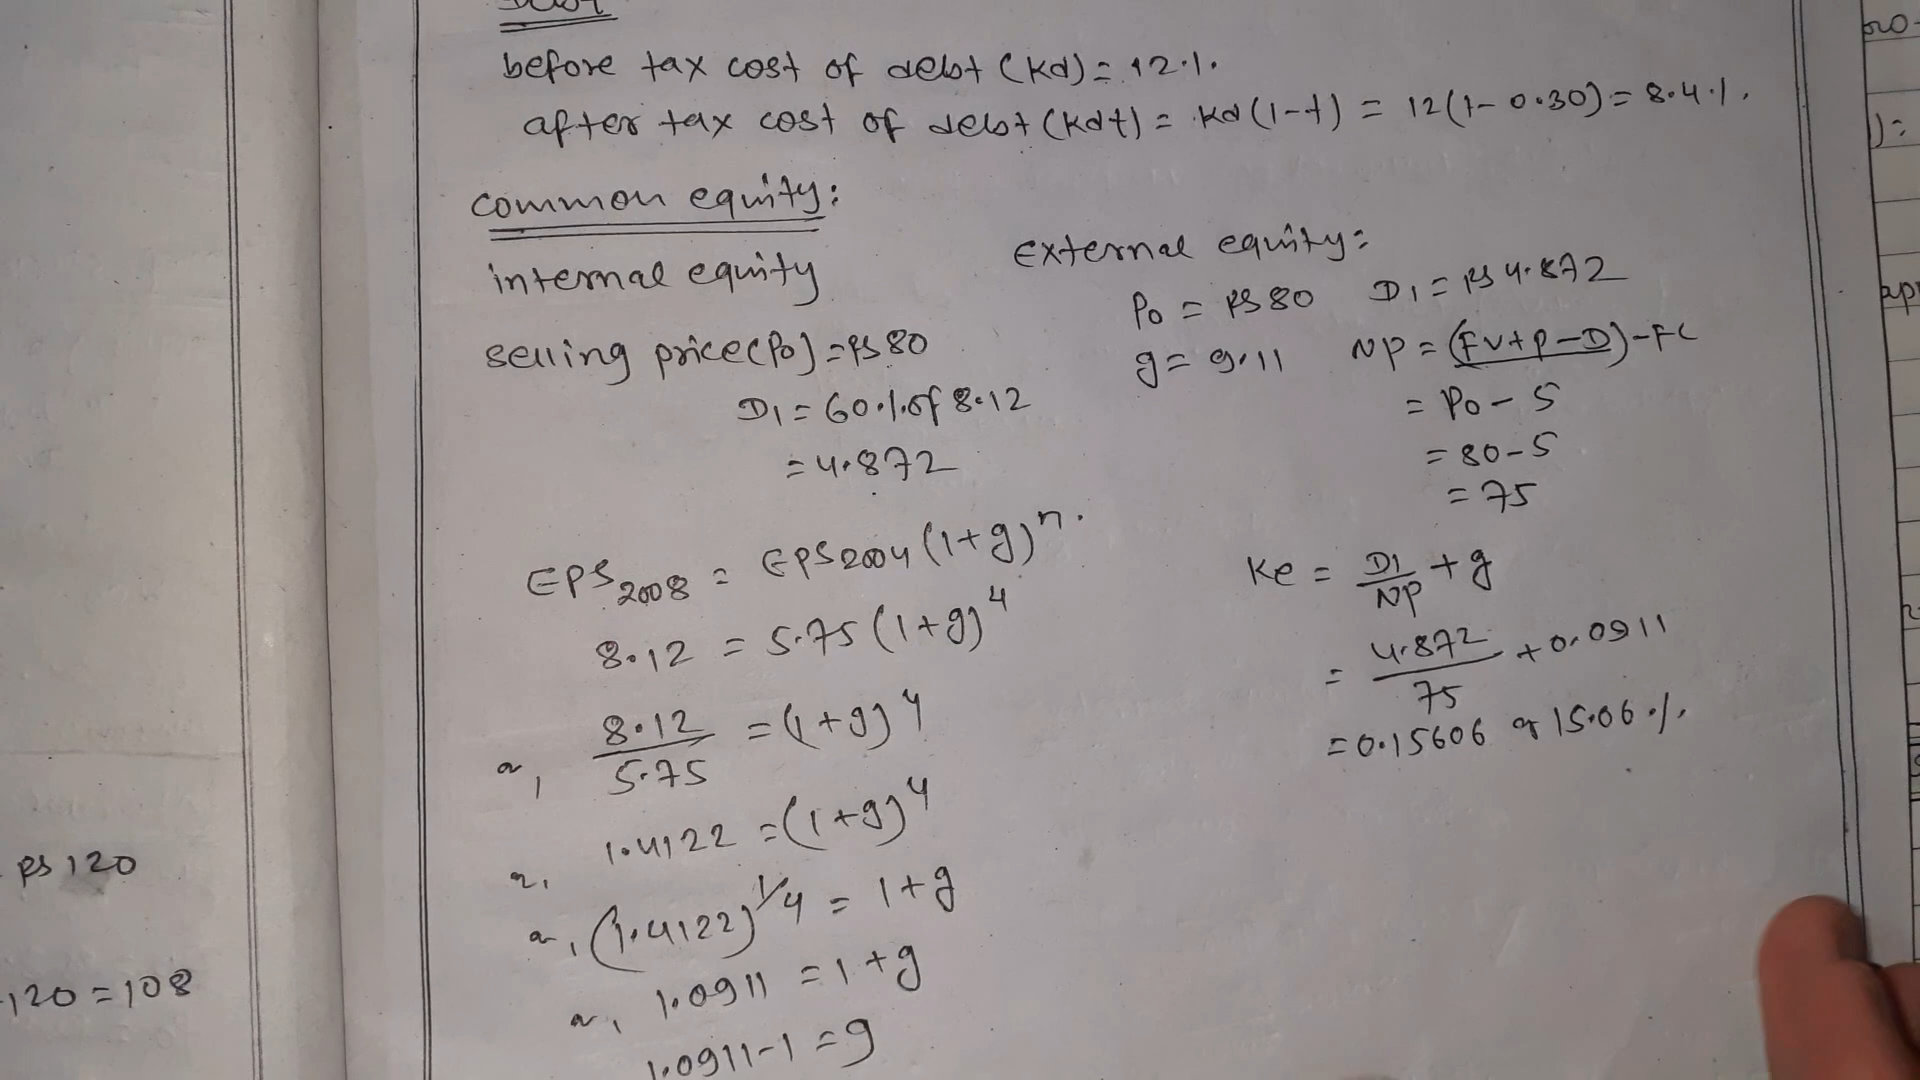 before tax cost of debt (Kd) = 12%.
after tax cost of debt (Kdt) = Kd(1-t) = 12(1-0.30) = 8.4%.
common equity:
internal equity
selling price(Po) = Rs 80
D1 = 60% of 8.12
= 4.872
EPS2008 = EPS2004 (1+g)^n.
8.12 = 5.75 (1+g)^4
or, 8.12/5.75 = (1+g)^4
or, 1.4122 = (1+g)^4
or, (1.4122)^1/4 = 1+g
or, 1.0911 = 1+g
1.0911-1 = g
External equity:
Po = Rs 80 D1 = Rs 4.872
g = 9.11 NP = (FV+P-D)-FC
= Po - 5
= 80-5
= 75
Ke = D1/NP + g
= 4.872/75 + 0.0911
= 0.15606 or 15.06%.
Rs 120
120 = 108